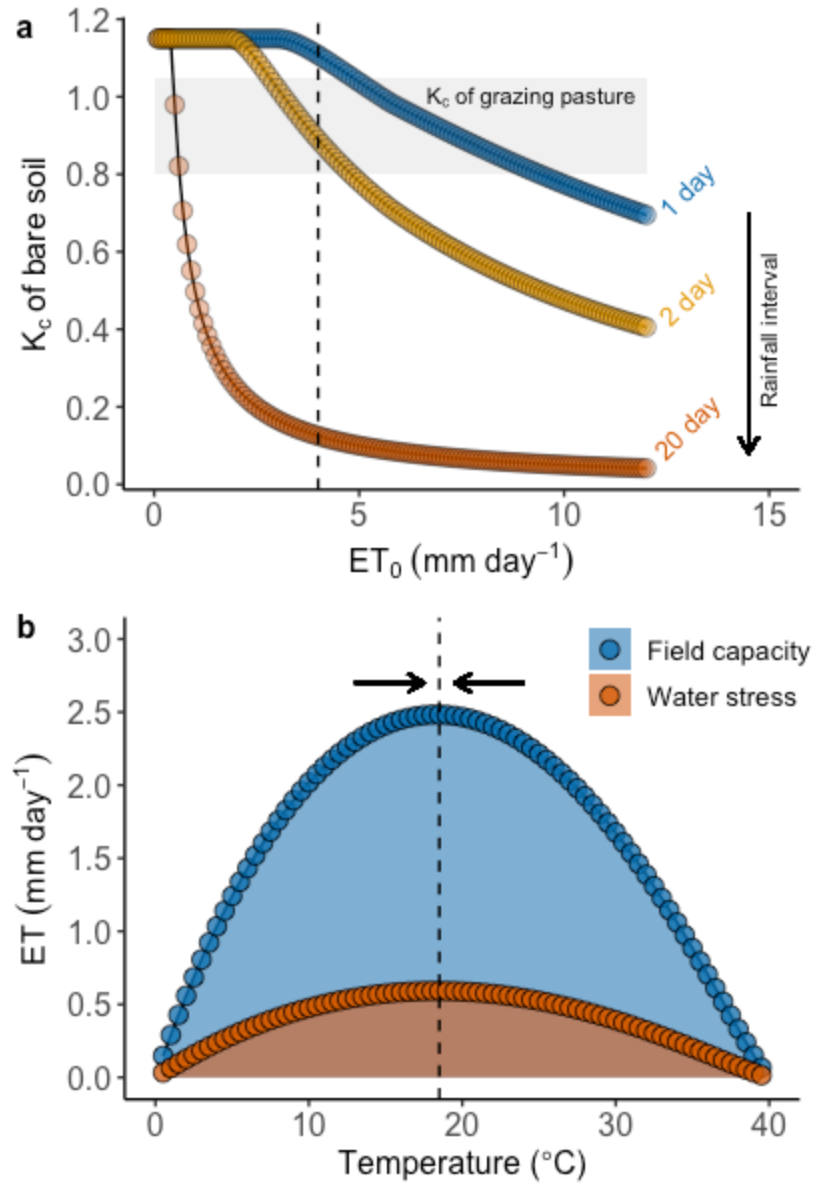 a
1.2
1.0
0.8
0.6
0.4
0.2
0.0
K_c of bare soil
K_c of grazing pasture
1 day
2 day
20 day
Rainfall interval
0 5 10 15
ET₀ (mm day⁻¹)
b
3.0
2.5
2.0
1.5
1.0
0.5
0.0
ET (mm day⁻¹)
Field capacity
Water stress
0 10 20 30 40
Temperature (°C)